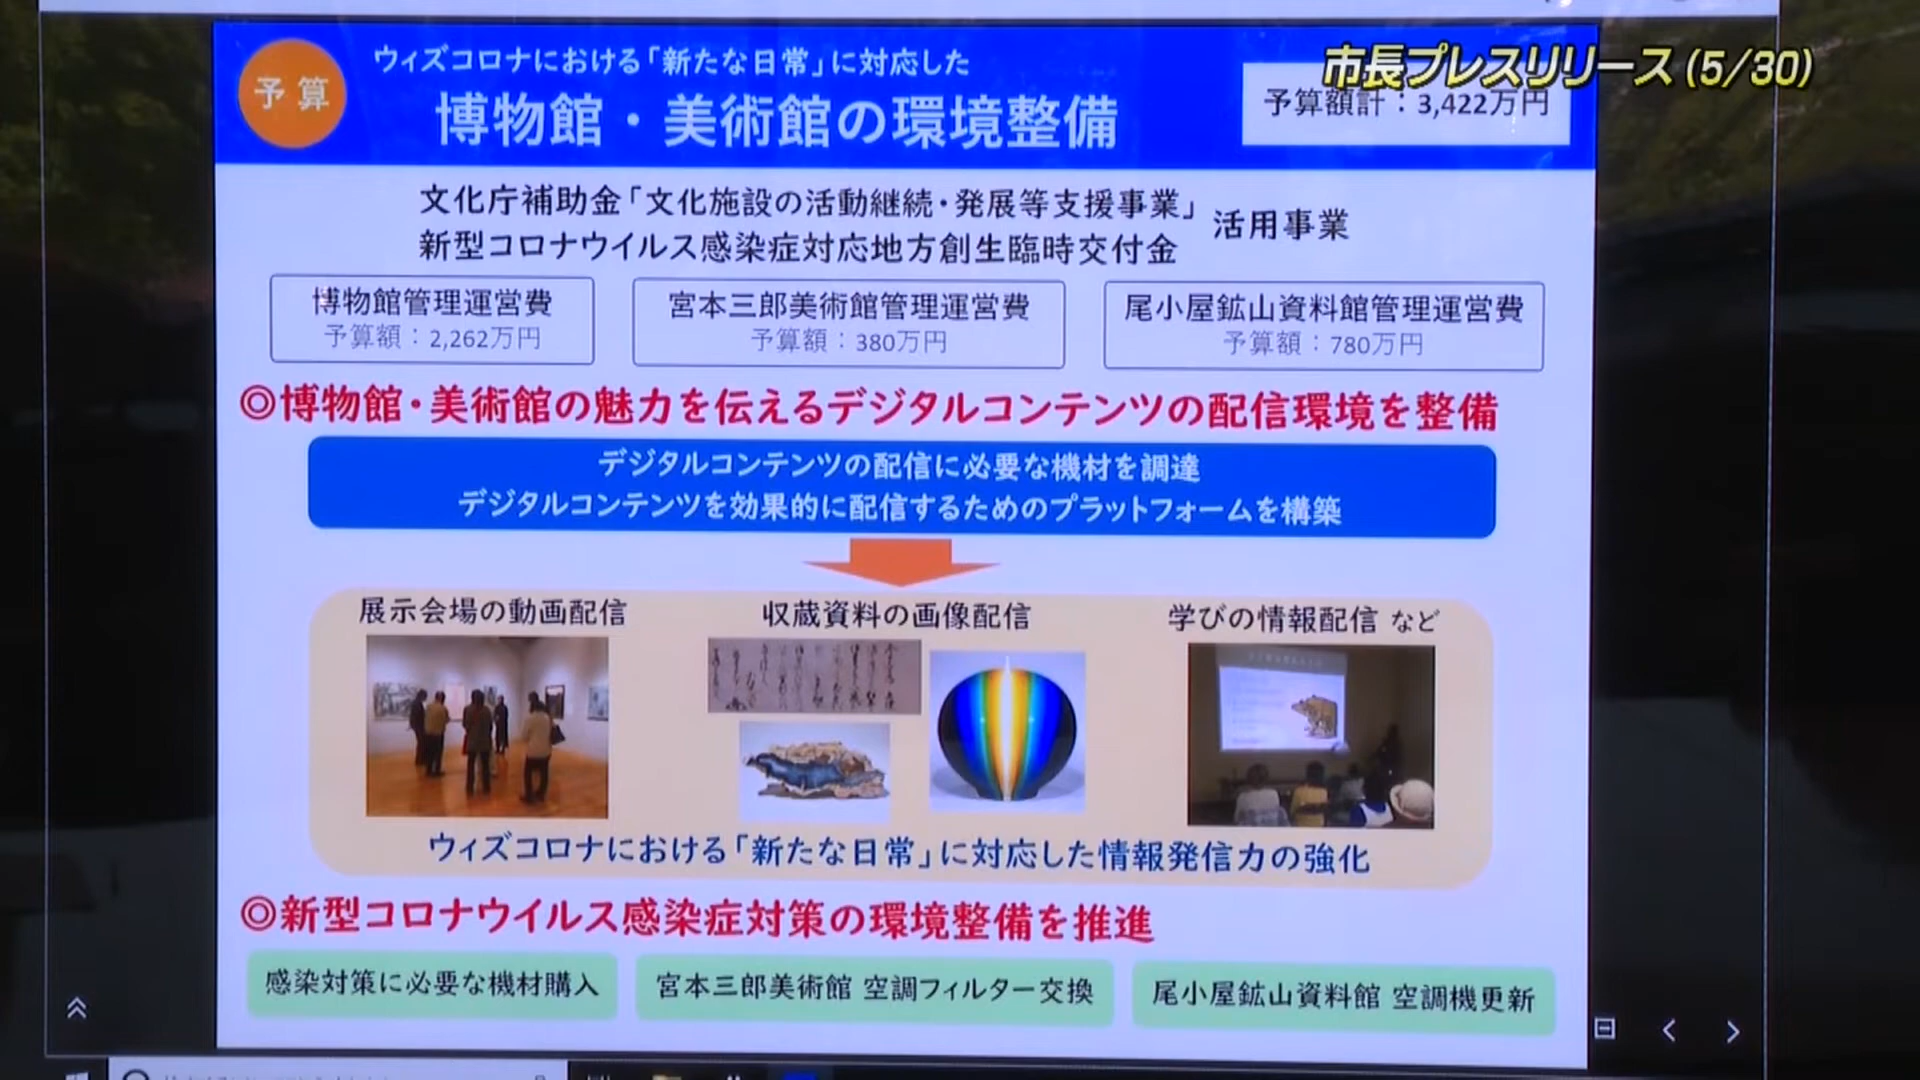 市長プレスリリース(5/30)
予算
ウィズコロナにおける「新たな日常」に対応した
博物館・美術館の環境整備
予算額計：3,422万円
文化庁補助金「文化施設の活動継続・発展等支援事業」
新型コロナウイルス感染症対応地方創生臨時交付金
活用事業
博物館管理運営費
予算額：2,262万円
宮本三郎美術館管理運営費
予算額：380万円
尾小屋鉱山資料館管理運営費
予算額：780万円
◎博物館・美術館の魅力を伝えるデジタルコンテンツの配信環境を整備
デジタルコンテンツの配信に必要な機材を調達
デジタルコンテンツを効果的に配信するためのプラットフォームを構築
展示会場の動画配信
収蔵資料の画像配信
学びの情報配信 など
ウィズコロナにおける「新たな日常」に対応した情報発信力の強化
◎新型コロナウイルス感染症対策の環境整備を推進
感染対策に必要な機材購入
宮本三郎美術館 空調フィルター交換
尾小屋鉱山資料館 空調機更新